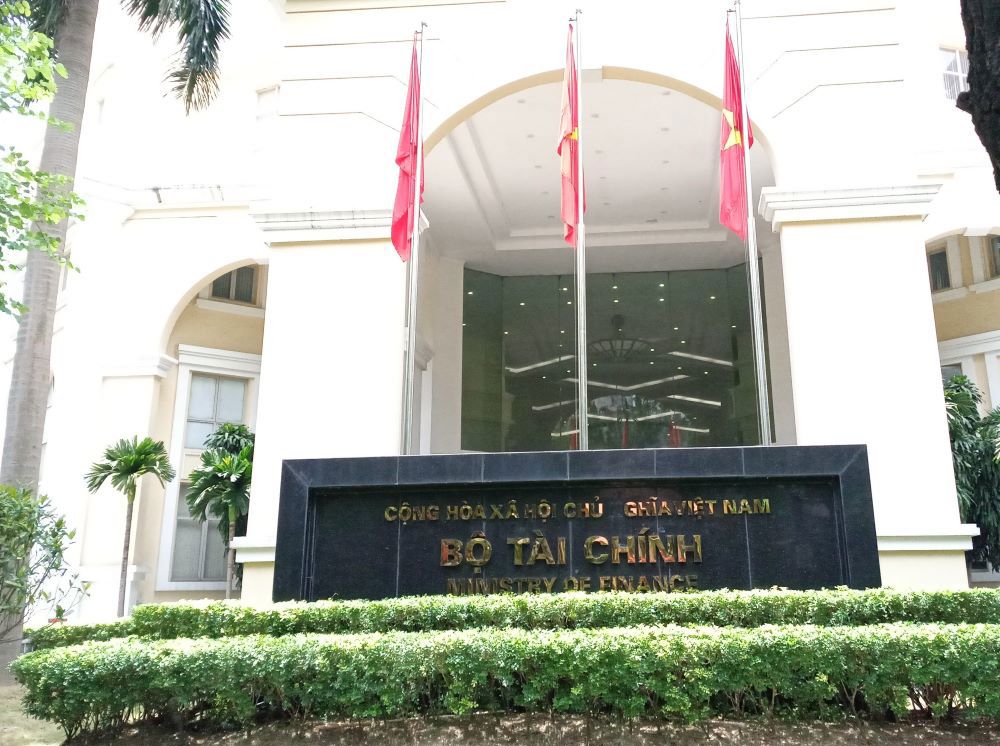 CỘNG HÒA XÃ HỘI CHỦ GHĨA VIỆT NAM
BỘ TÀI CHÍNH
MINISTRY OF FINANCE